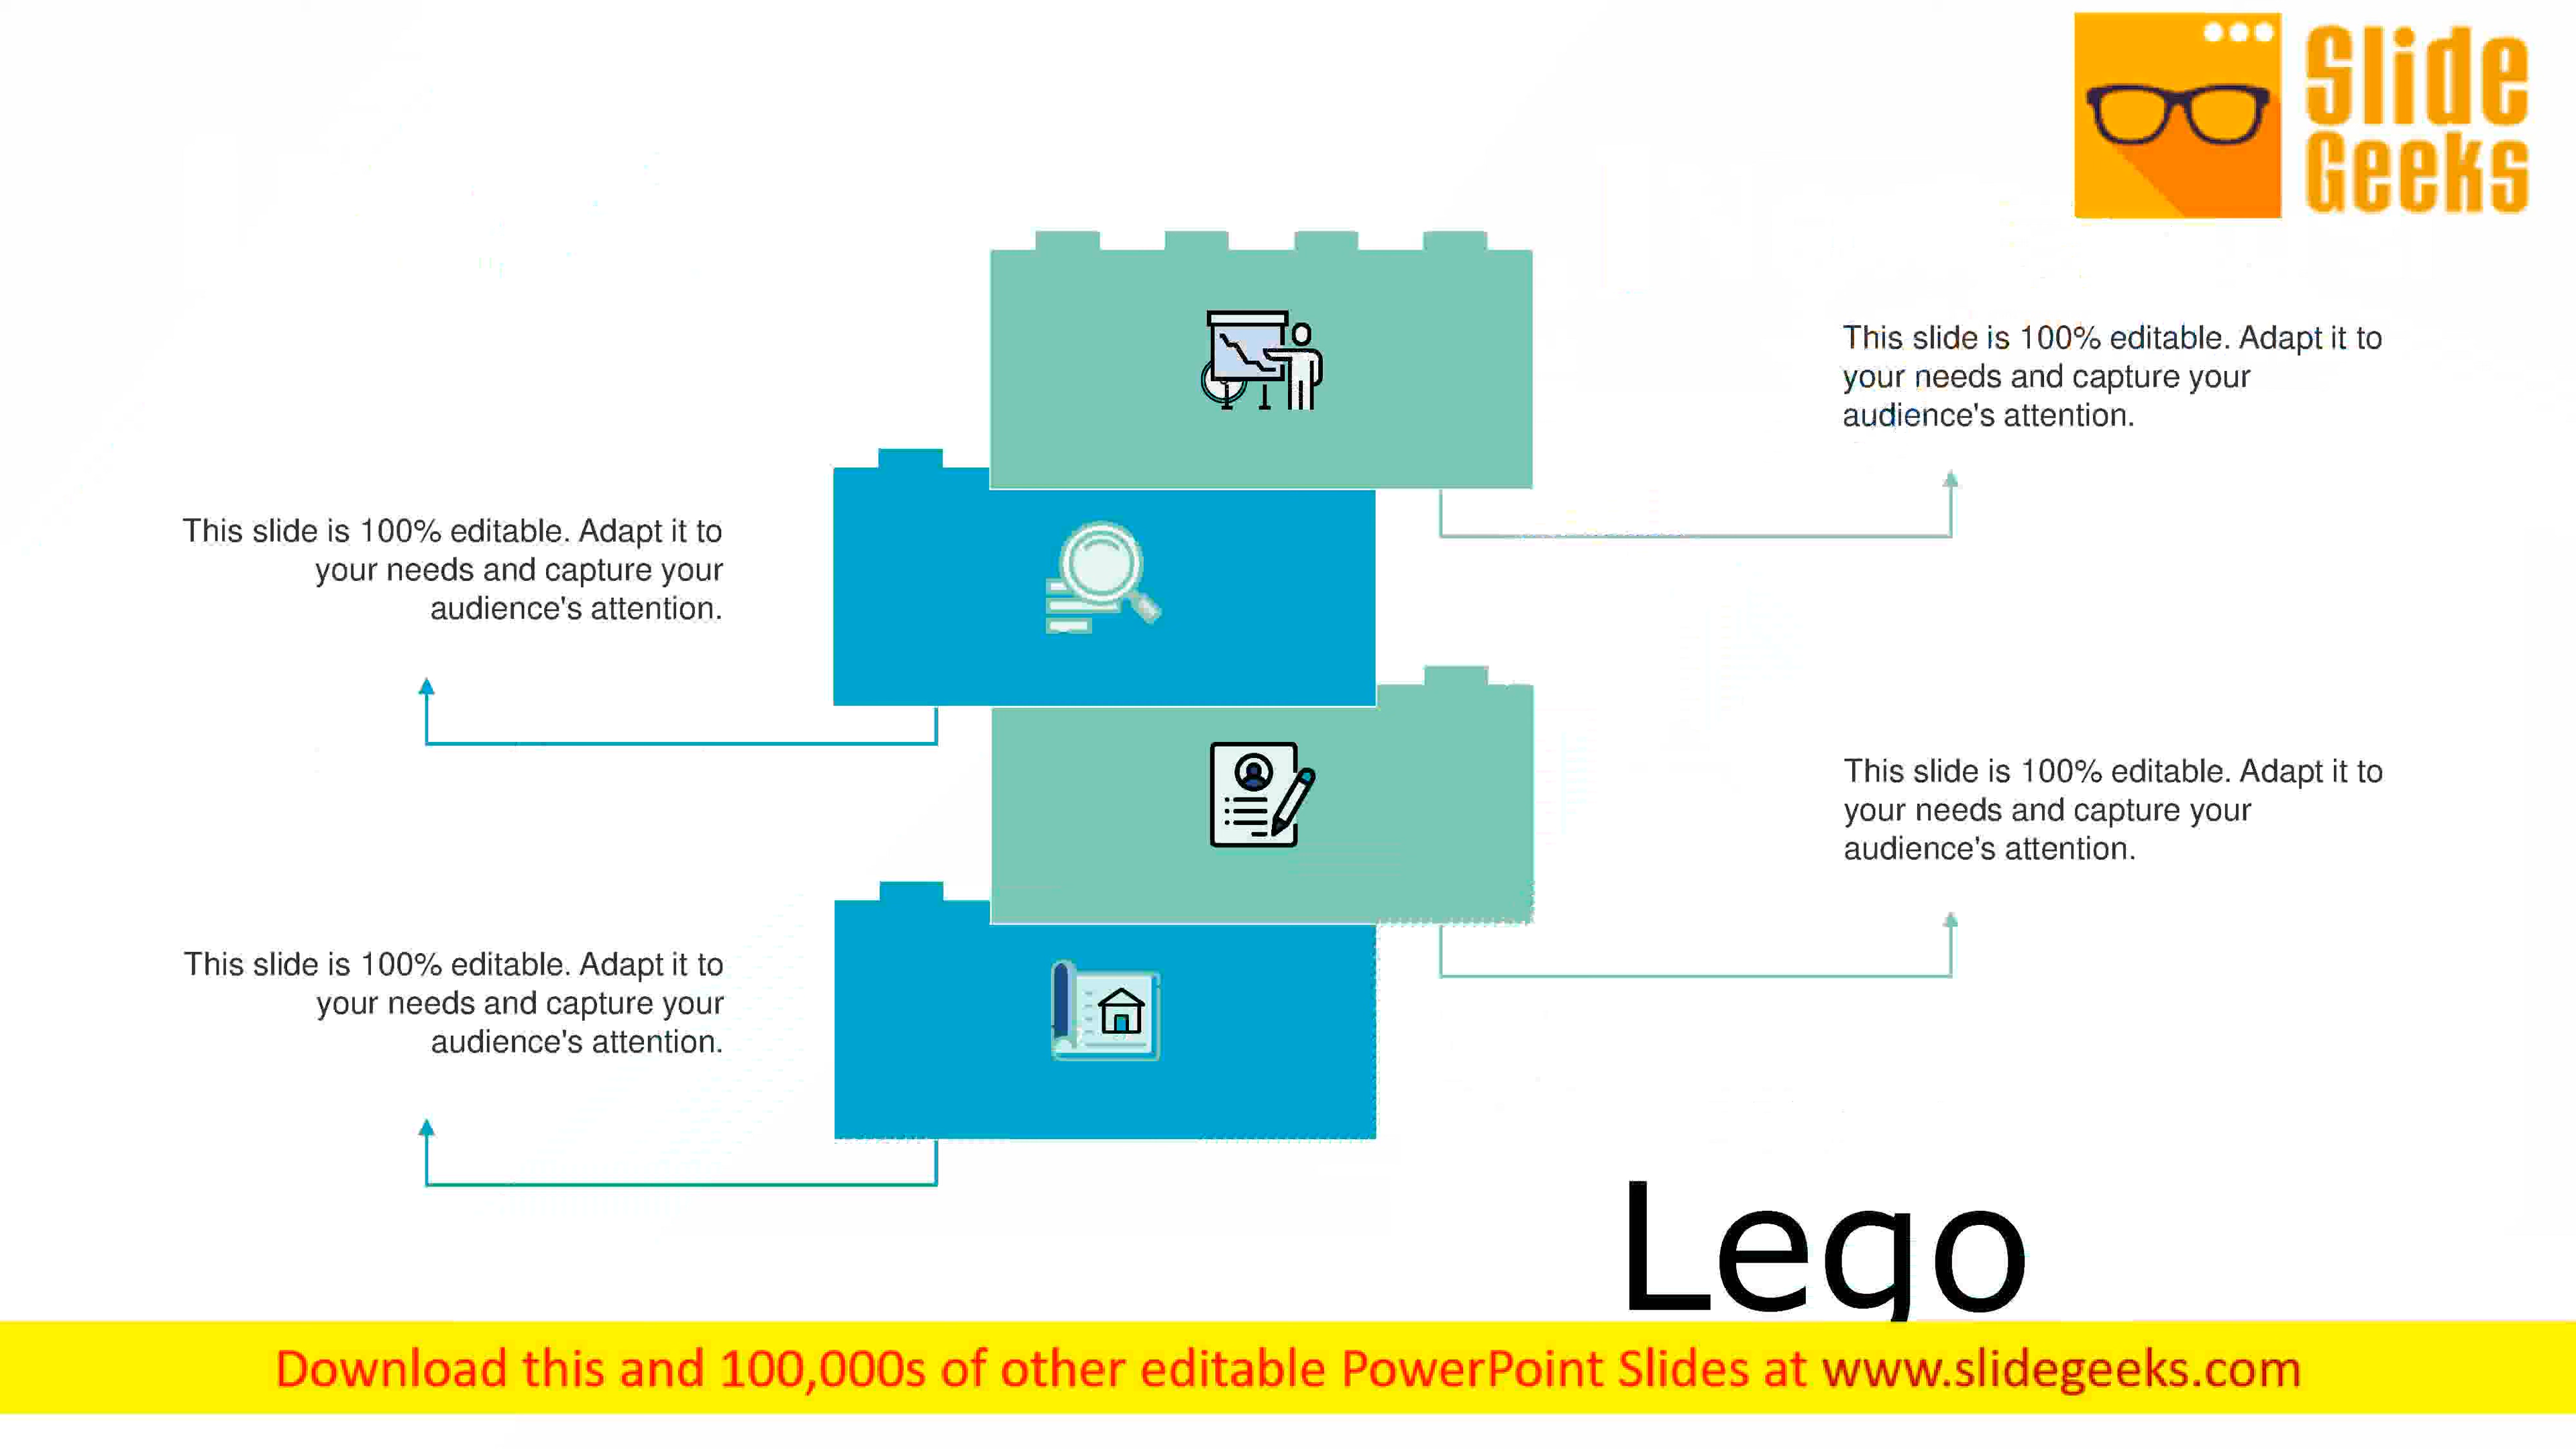 Slide
Geeks
This slide is 100% editable. Adapt it to
your needs and capture your
audience's attention.
This slide is 100% editable. Adapt it to
your needs and capture your
audience's attention.
This slide is 100% editable. Adapt it to
your needs and capture your
audience's attention.
This slide is 100% editable. Adapt it to
your needs and capture your
audience's attention.
Lego
Download this and 100,000s of other editable PowerPoint Slides at www.slidegeeks.com